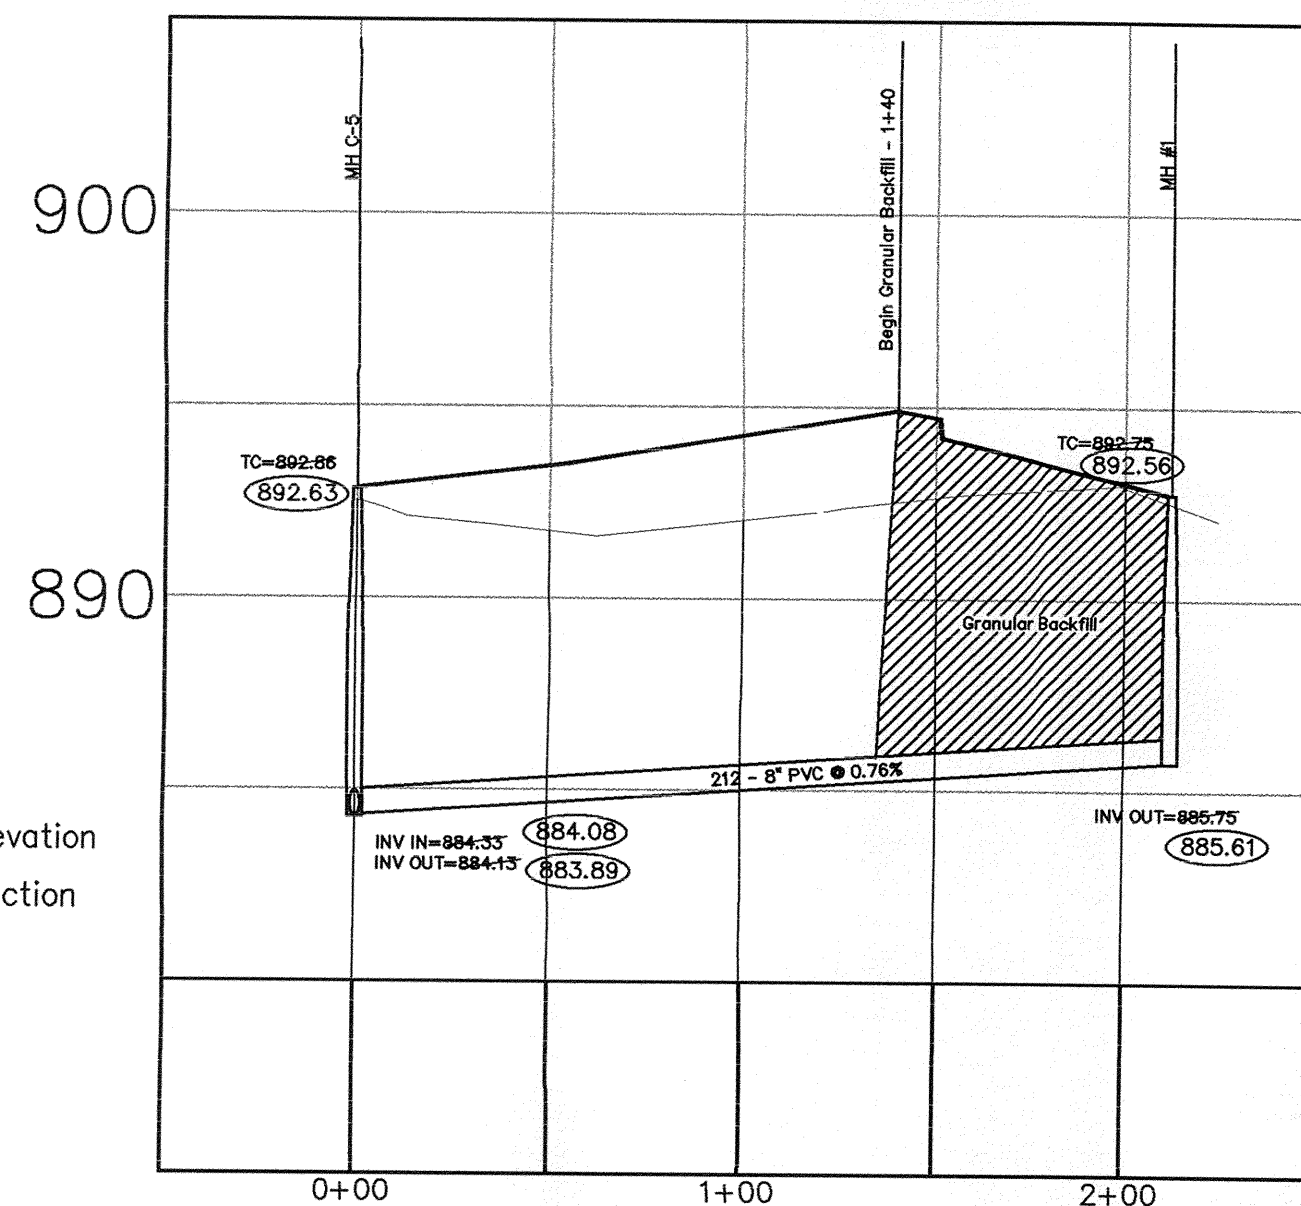 MH C-5
Begin Granular Backfill - 1+40
MH #1
900
TC=892.86
892.63
TC=892.75
892.56
890
Granular Backfill
212 - 8" PVC @ 0.76%
INV IN=884.33
884.08
INV OUT=884.13
883.89
INV OUT=885.75
885.61
evation
ction
0+00
1+00
2+00